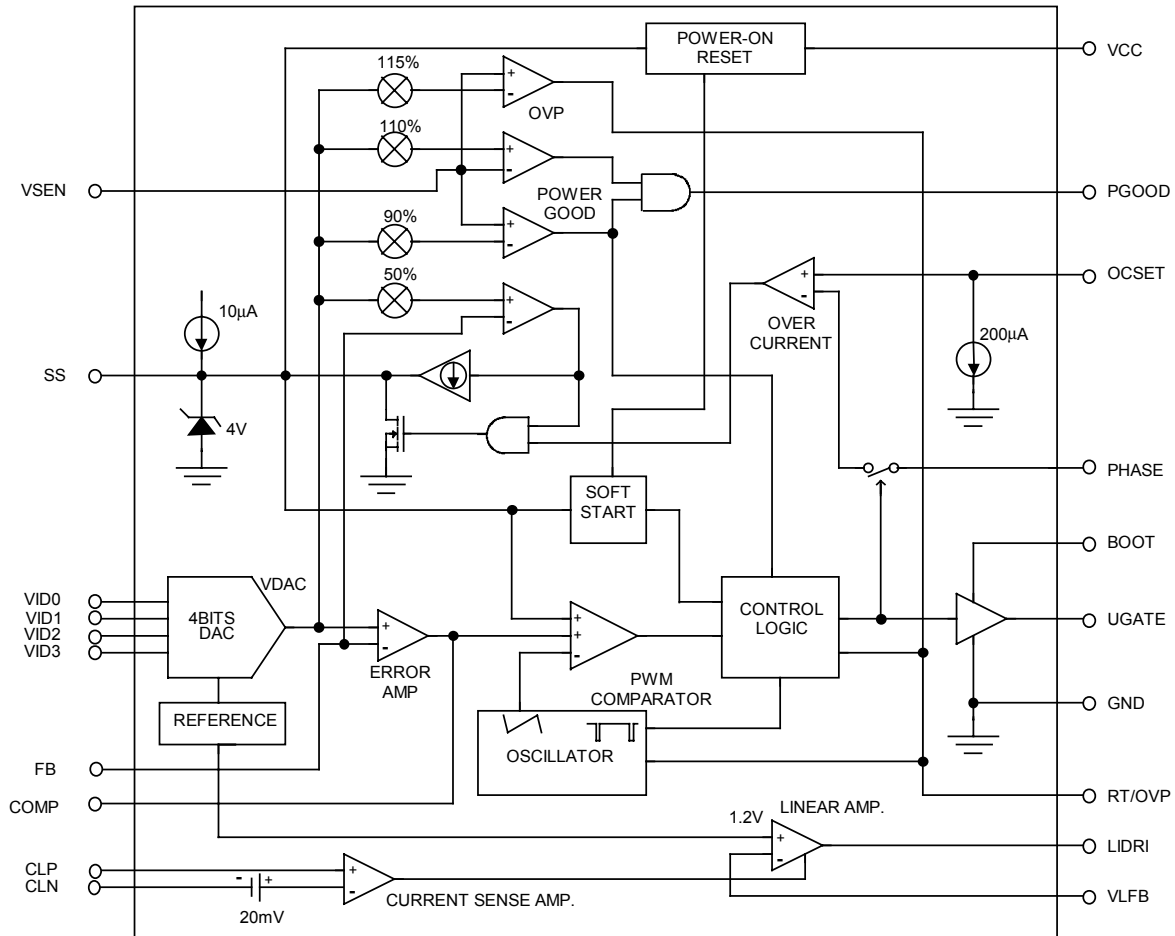 POWER-ON
RESET
VCC
115%
OVP
110%
VSEN
POWER
GOOD
PGOOD
90%
50%
OCSET
OVER
CURRENT
10μA
200μA
SS
4V
PHASE
SOFT
START
BOOT
VDAC
VID0
VID1
VID2
VID3
4BITS
DAC
CONTROL
LOGIC
UGATE
ERROR
AMP
PWM
COMPARATOR
REFERENCE
GND
OSCILLATOR
FB
COMP
RT/OVP
1.2V
LINEAR AMP.
LIDRI
CLP
CLN
CURRENT SENSE AMP.
VLFB
20mV
+
-
+
-
+
-
+
-
+
-
+
-
+
+
-
+
-
+
-
-
+